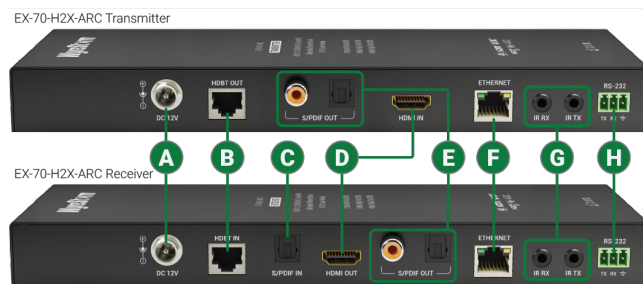 EX-70-H2X-ARC Transmitter
WyreStorm
HDBT OUT
ETHERNET
RS-232
DC 12V
S/PDIF OUT
HDMI IN
IR RX
IR TX
TX RX
A
B
C
D
E
F
G
H
EX-70-H2X-ARC Receiver
WyreStorm
HDBT IN
ETHERNET
RS-232
DC 12V
S/PDIF IN
HDMI OUT
S/PDIF OUT
IR RX
IR TX
TX RX